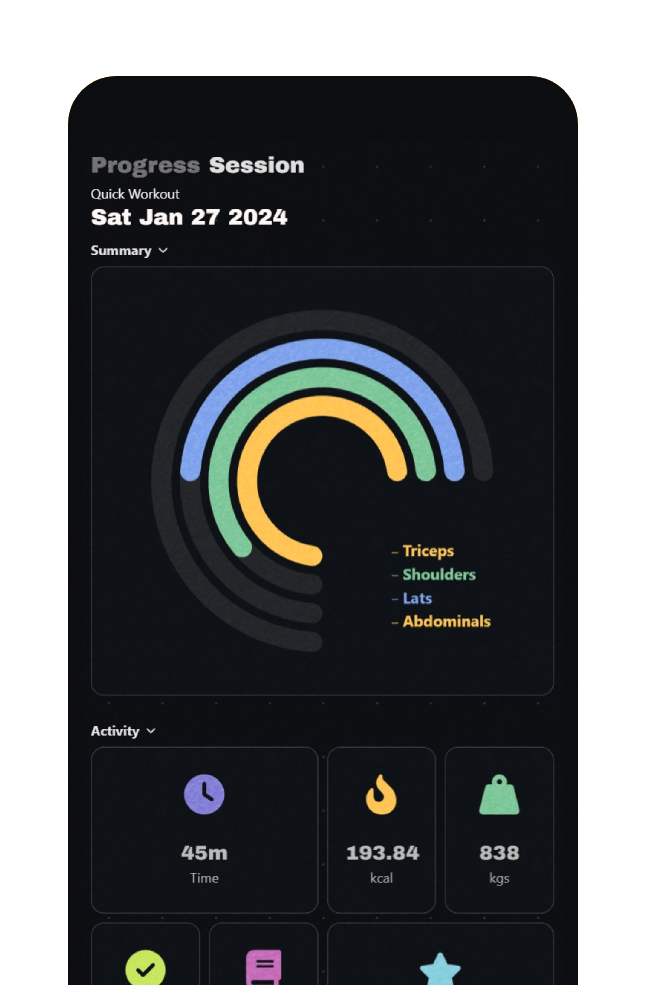 Progress Session
Quick Workout
Sat Jan 27 2024
Summary
– Triceps
– Shoulders
– Lats
– Abdominals
Activity
45m
Time
193.84
kcal
838
kgs